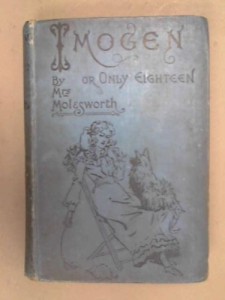 IMOGEN
OR ONLY EIGHTEEN
By
Mrs
Molesworth